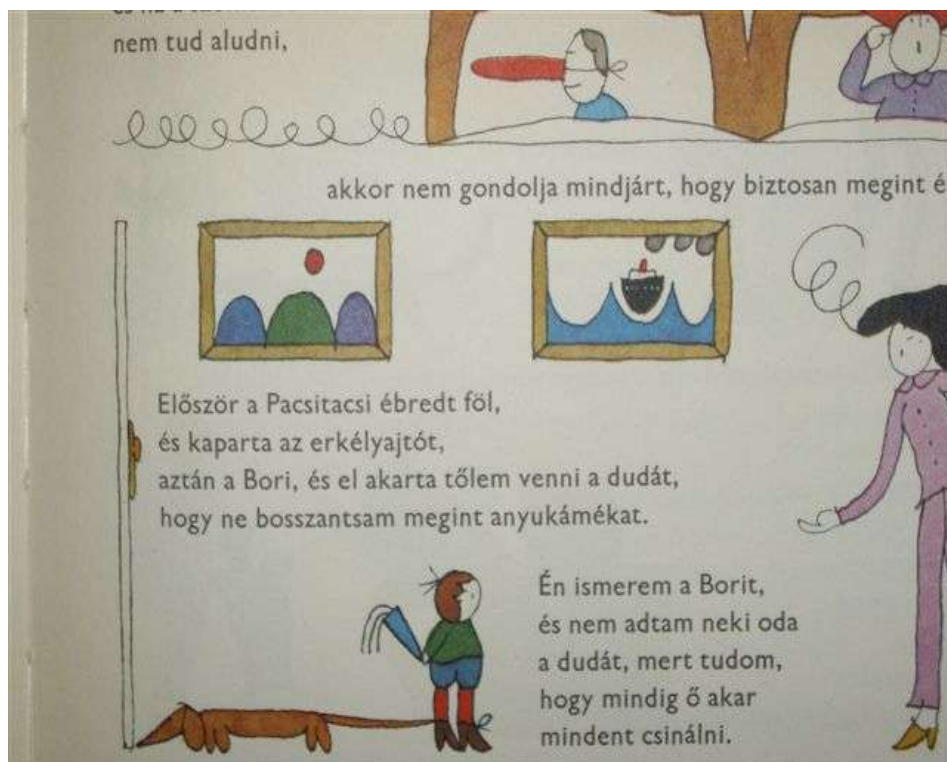 nem tud aludni,
akkor nem gondolja mindjárt, hogy biztosan megint
Először a Pacsitacsi ébredt föl,
és kaparta az erkélyajtót,
aztán a Bori, és el akarta tőlem venni a dudát,
hogy ne bosszantsam megint anyukámékat.
Én ismerem a Borit,
és nem adtam neki oda
a dudát, mert tudom,
hogy mindig ő akar
mindent csinálni.